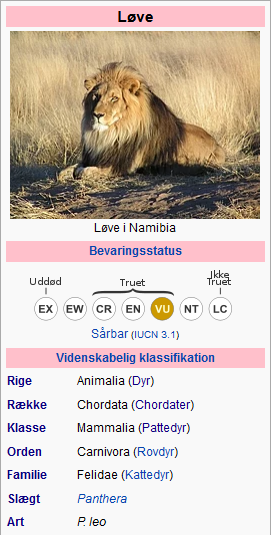 Løve
Løve i Namibia
Bevaringsstatus
Uddød Truet Ikke Truet
EX EW CR EN VU NT LC
Sårbar (IUCN 3.1)
Videnskabelig klassifikation
Rige Animalia (Dyr)
Række Chordata (Chordater)
Klasse Mammalia (Pattedyr)
Orden Carnivora (Rovdyr)
Familie Felidae (Kattedyr)
Slægt Panthera
Art P. leo